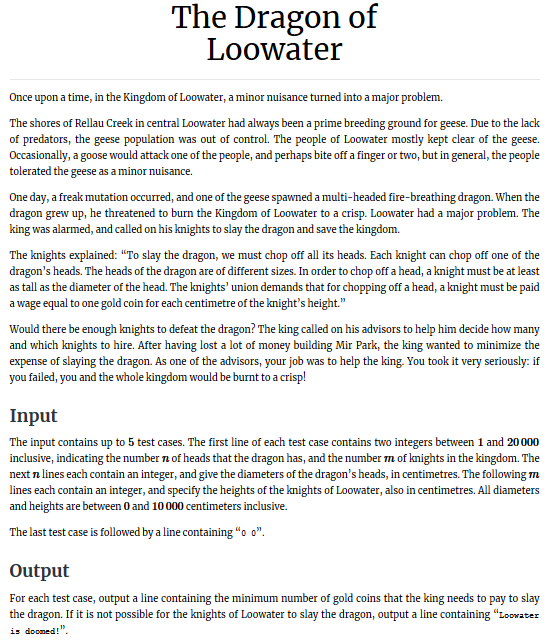 The Dragon of
Loowater
Once upon a time, in the Kingdom of Loowater, a minor nuisance turned into a major problem.
The shores of Rellau Creek in central Loowater had always been a prime breeding ground for geese. Due to the lack
of predators, the geese population was out of control. The people of Loowater mostly kept clear of the geese.
Occasionally, a goose would attack one of the people, and perhaps bite off a finger or two, but in general, the people
tolerated the geese as a minor nuisance.
One day, a freak mutation occurred, and one of the geese spawned a multi-headed fire-breathing dragon. When the
dragon grew up, he threatened to burn the Kingdom of Loowater to a crisp. Loowater had a major problem. The
king was alarmed, and called on his knights to slay the dragon and save the kingdom.
The knights explained: “To slay the dragon, we must chop off all its heads. Each knight can chop off one of the
dragon’s heads. The heads of the dragon are of different sizes. In order to chop off a head, a knight must be at least
as tall as the diameter of the head. The knights’ union demands that for chopping off a head, a knight must be paid
a wage equal to one gold coin for each centimetre of the knight’s height.”
Would there be enough knights to defeat the dragon? The king called on his advisors to help him decide how many
and which knights to hire. After having lost a lot of money building Mir Park, the king wanted to minimize the
expense of slaying the dragon. As one of the advisors, your job was to help the king. You took it very seriously: if
you failed, you and the whole kingdom would be burnt to a crisp!
Input
The input contains up to 5 test cases. The first line of each test case contains two integers between 1 and 20 000
inclusive, indicating the number n of heads that the dragon has, and the number m of knights in the kingdom. The
next n lines each contain an integer, and give the diameters of the dragon’s heads, in centimetres. The following m
lines each contain an integer, and specify the heights of the knights of Loowater, also in centimetres. All diameters
and heights are between 0 and 10 000 centimeters inclusive.
The last test case is followed by a line containing “0 0”.
Output
For each test case, output a line containing the minimum number of gold coins that the king needs to pay to slay
the dragon. If it is not possible for the knights of Loowater to slay the dragon, output a line containing “Loowater
is doomed!”.